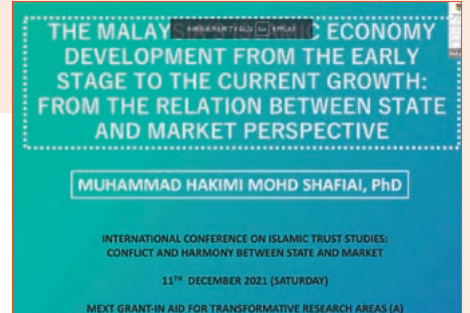 THE MALAY IC ECONOMY
DEVELOPMENT FROM THE EARLY
STAGE TO THE CURRENT GROWTH:
FROM THE RELATION BETWEEN STATE
AND MARKET PERSPECTIVE
MUHAMMAD HAKIMI MOHD SHAFIAI, PhD
INTERNATIONAL CONFERENCE ON ISLAMIC TRUST STUDIES:
CONFLICT AND HARMONY BETWEEN STATE AND MARKET
11TH DECEMBER 2021 (SATURDAY)
MEXT GRANT-IN AID FOR TRANSFORMATIVE RESEARCH AREAS (A)